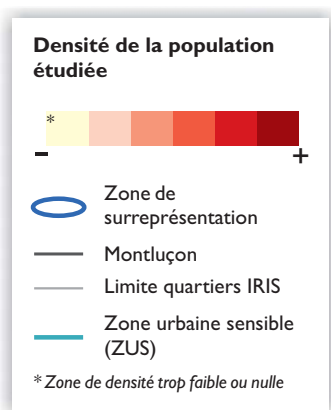 Densité de la population
étudiée
*
- +
Zone de
surreprésentation
Montluçon
Limite quartiers IRIS
Zone urbaine sensible
(ZUS)
* Zone de densité trop faible ou nulle